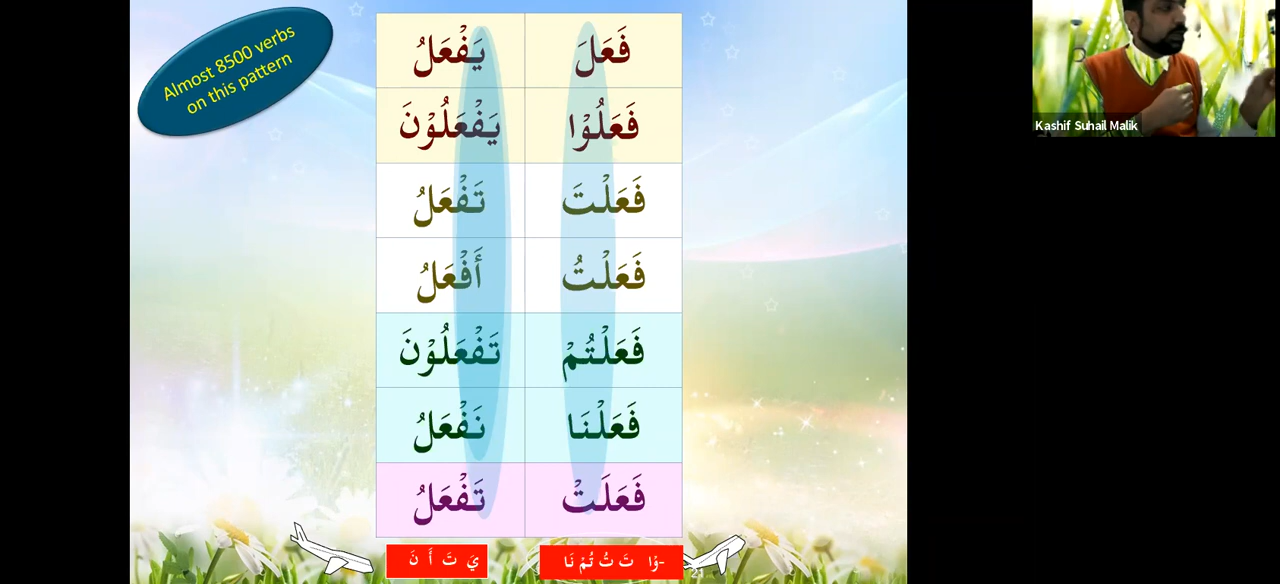 Almost 8500 verbs
on this pattern
فَعَلَ يَفْعَلُ
فَعَلُوْا يَفْعَلُوْنَ
فَعَلْتَ تَفْعَلُ
فَعَلْتُ أَفْعَلُ
فَعَلْتُمْ تَفْعَلُوْنَ
فَعَلْنَا نَفْعَلُ
فَعَلَتْ تَفْعَلُ
-وْا تَ تُ تُمْ نَا
يَ تَ أَ نَ
Kashif Suhail Malik